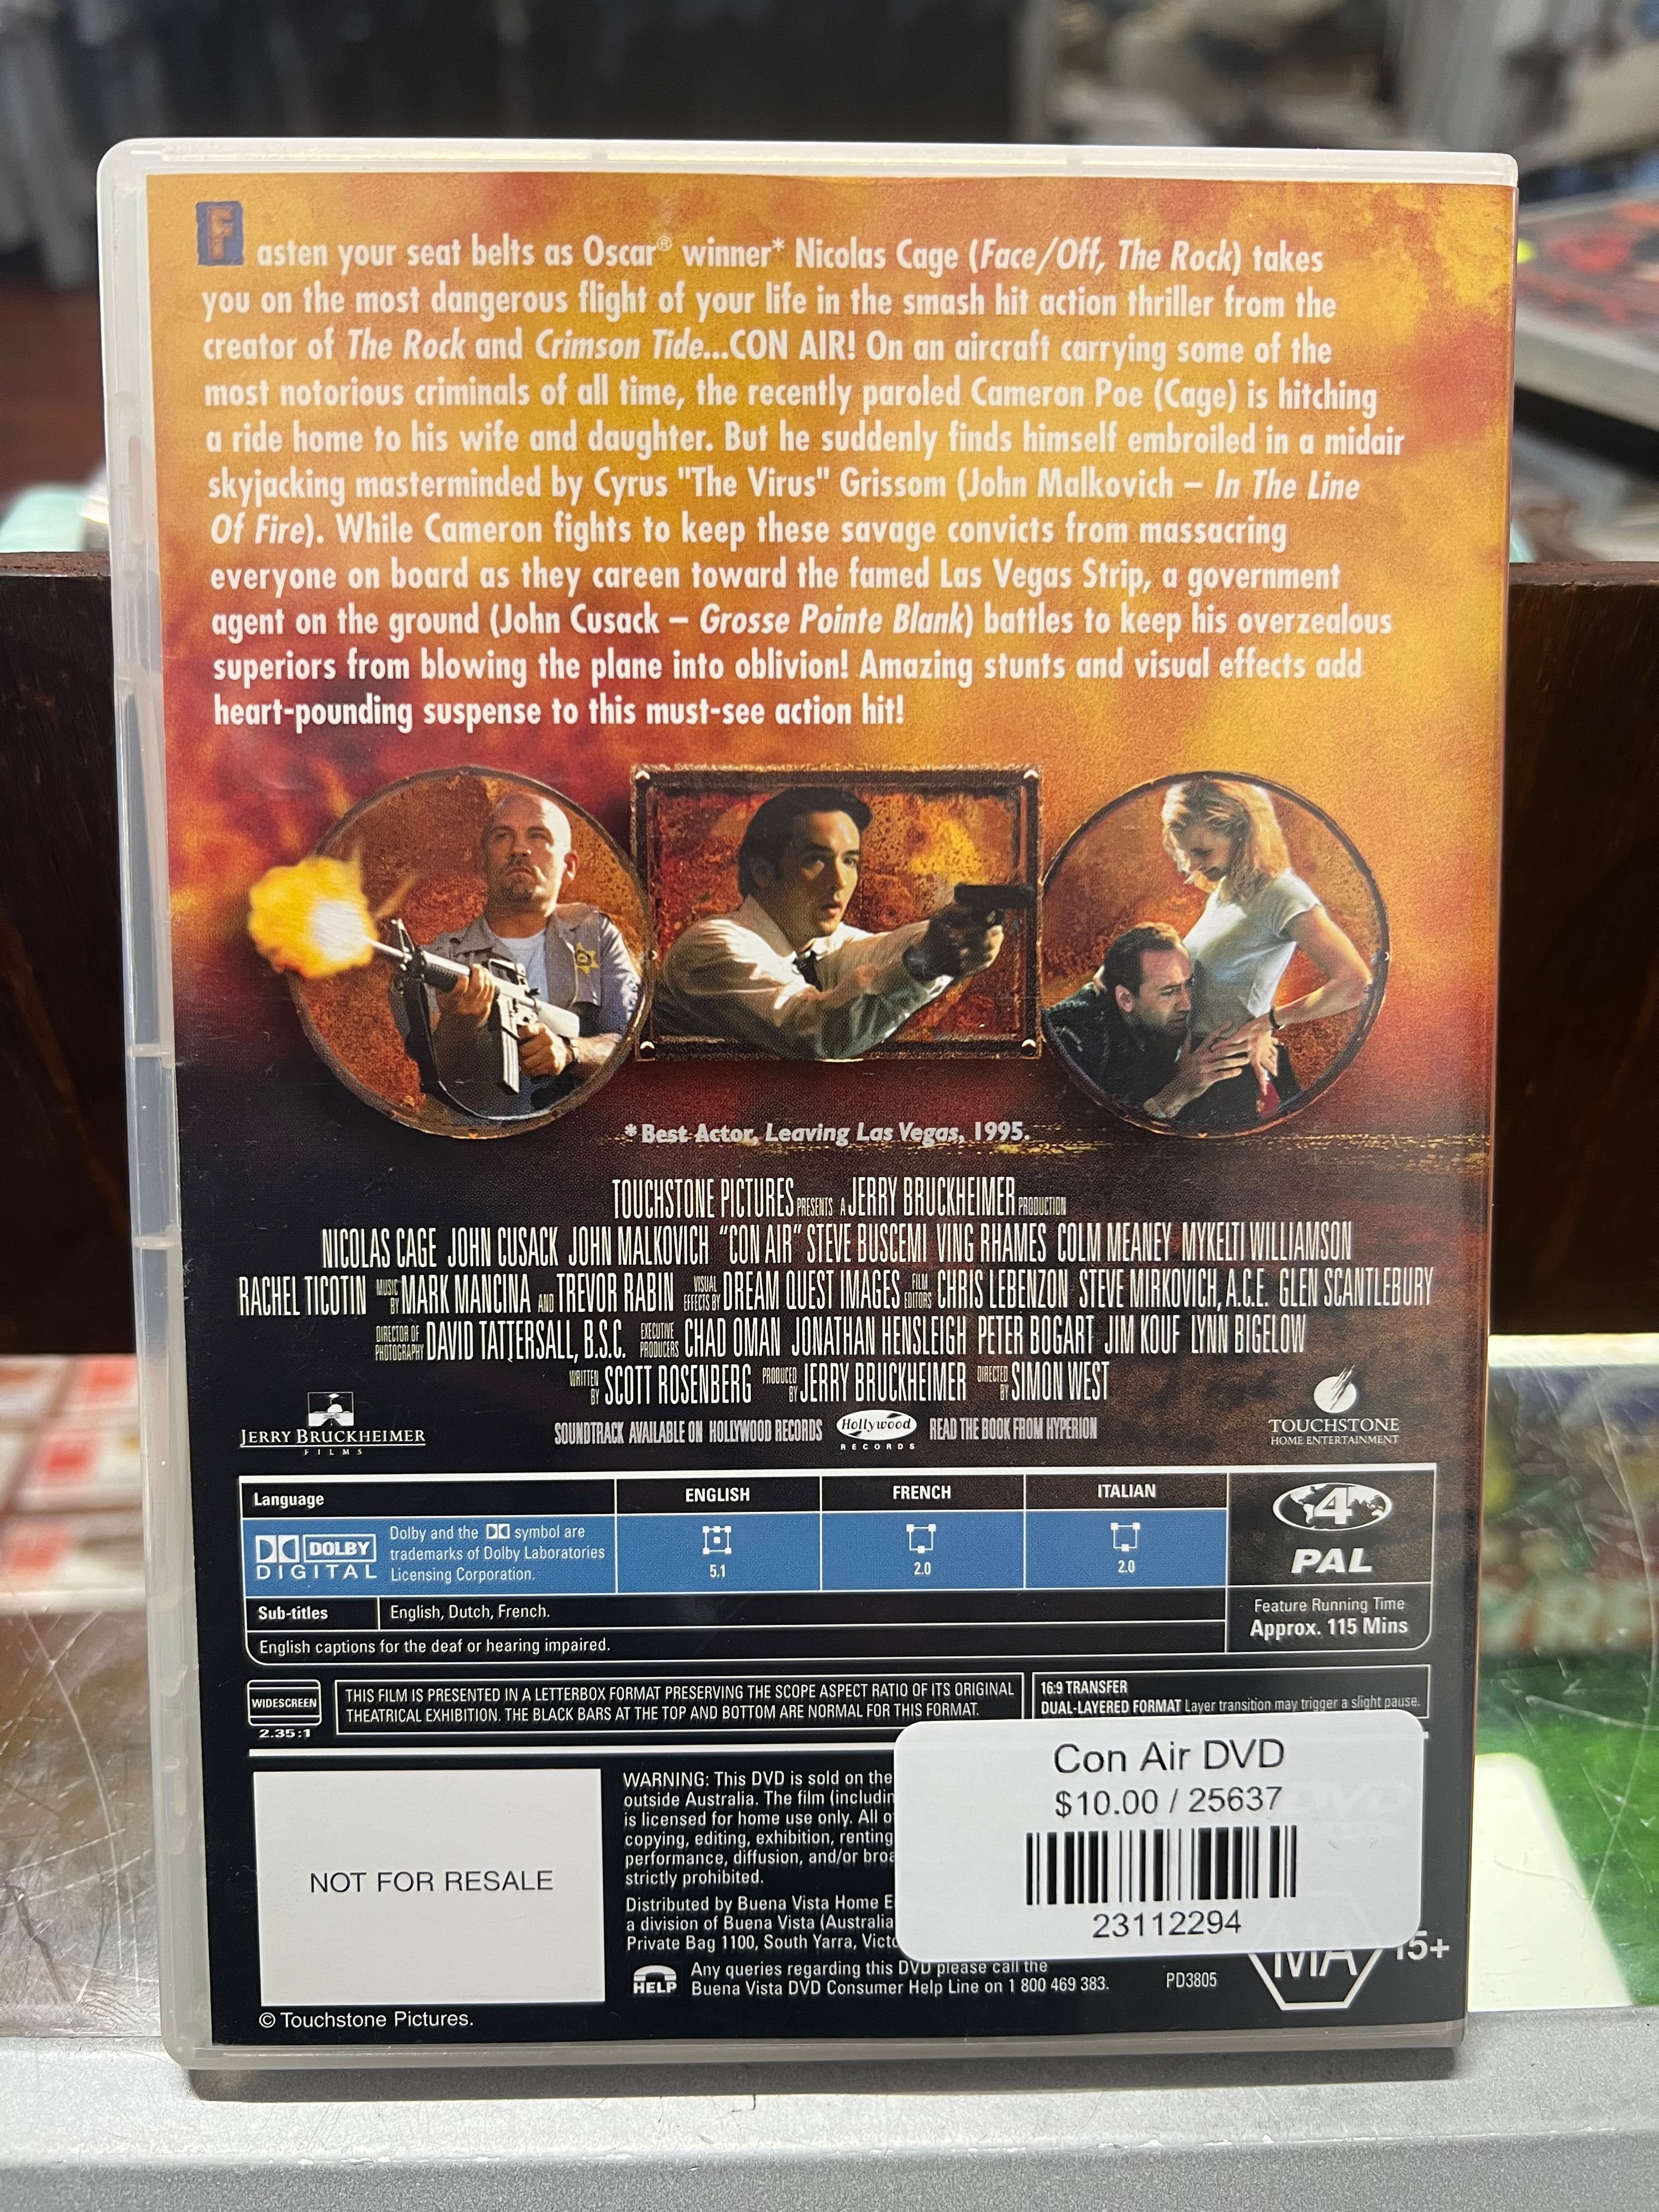 Fasten your seat belts as Oscar® winner* Nicolas Cage (Face/Off, The Rock) takes
you on the most dangerous flight of your life in the smash hit action thriller from the
creator of The Rock and Crimson Tide...CON AIR! On an aircraft carrying some of the
most notorious criminals of all time, the recently paroled Cameron Poe (Cage) is hitching
a ride home to his wife and daughter. But he suddenly finds himself embroiled in a midair
skyjacking masterminded by Cyrus "The Virus" Grissom (John Malkovich – In The Line
Of Fire). While Cameron fights to keep these savage convicts from massacring
everyone on board as they careen toward the famed Las Vegas Strip, a government
agent on the ground (John Cusack – Grosse Pointe Blank) battles to keep his overzealous
superiors from blowing the plane into oblivion! Amazing stunts and visual effects add
heart-pounding suspense to this must-see action hit!
* Best Actor, Leaving Las Vegas, 1995.
TOUCHSTONE PICTURES PRESENTS A JERRY BRUCKHEIMER PRODUCTION
NICOLAS CAGE JOHN CUSACK JOHN MALKOVICH "CON AIR" STEVE BUSCEMI VING RHAMES COLM MEANEY MYKELTI WILLIAMSON
RACHEL TICOTIN MUSIC BY MARK MANCINA AND TREVOR RABIN VISUAL EFFECTS BY DREAM QUEST IMAGES FILM EDITORS CHRIS LEBENZON STEVE MIRKOVICH, A.C.E. GLEN SCANTLEBURY
DIRECTOR OF PHOTOGRAPHY DAVID TATTERSALL, B.S.C. EXECUTIVE PRODUCERS CHAD OMAN JONATHAN HENSLEIGH PETER BOGART JIM KOUF LYNN BIGELOW
WRITTEN BY SCOTT ROSENBERG PRODUCED BY JERRY BRUCKHEIMER DIRECTED BY SIMON WEST
JERRY BRUCKHEIMER
FILMS
SOUNDTRACK AVAILABLE ON HOLLYWOOD RECORDS Hollywood RECORDS READ THE BOOK FROM HYPERION
TOUCHSTONE
HOME ENTERTAINMENT
Language ENGLISH FRENCH ITALIAN
DOLBY
DIGITAL
Dolby and the DD symbol are
trademarks of Dolby Laboratories
Licensing Corporation.
5.1 2.0 2.0
4
PAL
Sub-titles English, Dutch, French.
English captions for the deaf or hearing impaired.
Feature Running Time
Approx. 115 Mins
WIDESCREEN
2.35:1
THIS FILM IS PRESENTED IN A LETTERBOX FORMAT PRESERVING THE SCOPE ASPECT RATIO OF ITS ORIGINAL
THEATRICAL EXHIBITION. THE BLACK BARS AT THE TOP AND BOTTOM ARE NORMAL FOR THIS FORMAT.
16:9 TRANSFER
DUAL-LAYERED FORMAT Layer transition may trigger a slight pause.
NOT FOR RESALE
WARNING: This DVD is sold on the
outside Australia. The film (includin
is licensed for home use only. All o
copying, editing, exhibition, renting
performance, diffusion, and/or broa
strictly prohibited.
Distributed by Buena Vista Home E
a division of Buena Vista (Australia
Private Bag 1100, South Yarra, Victo
HELP
Any queries regarding this DVD please call the
Buena Vista DVD Consumer Help Line on 1 800 469 383.
PD3805
Con Air DVD
$10.00 / 25637
23112294
MA 15+
© Touchstone Pictures.